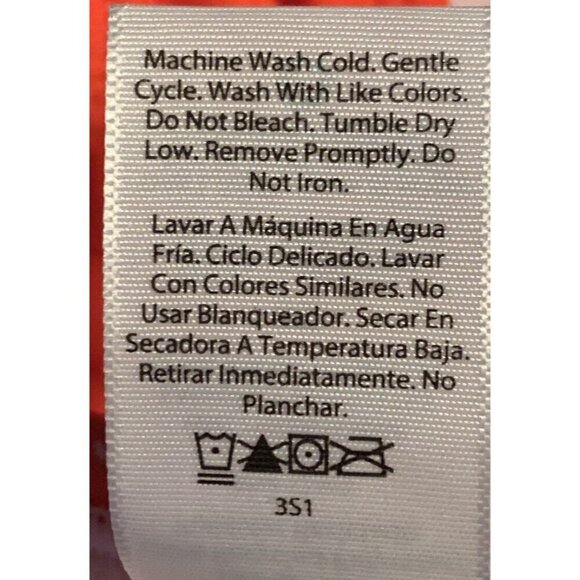 Machine Wash Cold. Gentle
Cycle. Wash With Like Colors.
Do Not Bleach. Tumble Dry
Low. Remove Promptly. Do
Not Iron.
Lavar A Máquina En Agua
Fría. Ciclo Delicado. Lavar
Con Colores Similares. No
Usar Blanqueador. Secar En
Secadora A Temperatura Baja.
Retirar Inmediatamente. No
Planchar.
351